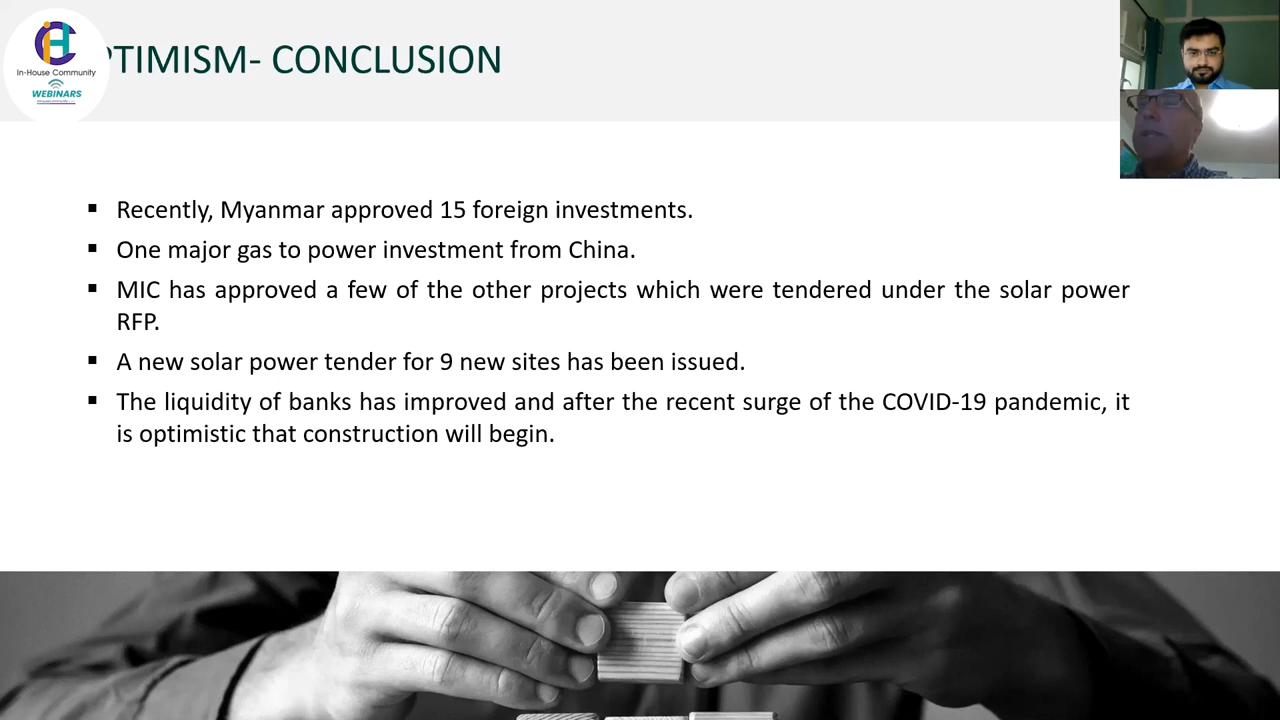 In-House Community
WEBINARS
PTIMISM- CONCLUSION
▪ Recently, Myanmar approved 15 foreign investments.
▪ One major gas to power investment from China.
▪ MIC has approved a few of the other projects which were tendered under the solar power
RFP.
▪ A new solar power tender for 9 new sites has been issued.
▪ The liquidity of banks has improved and after the recent surge of the COVID-19 pandemic, it
is optimistic that construction will begin.